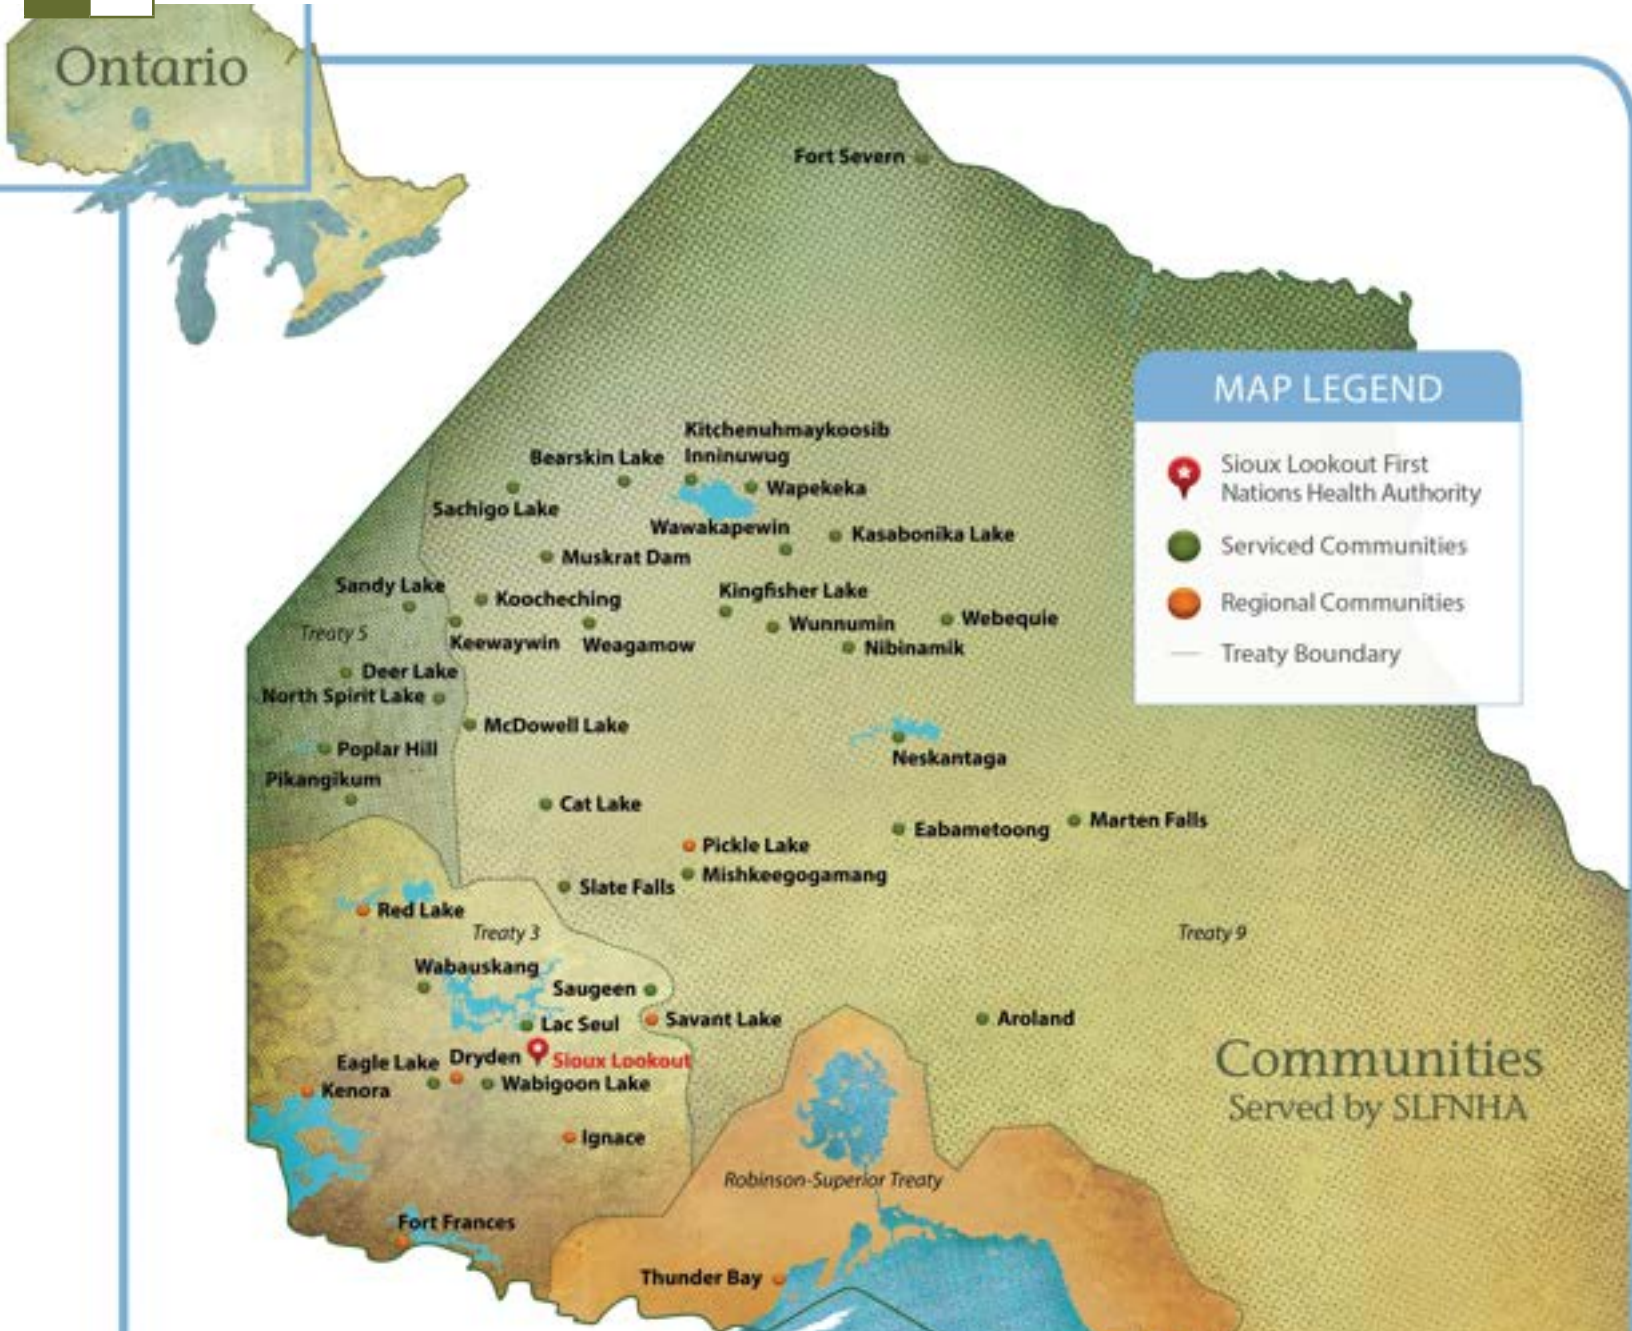 Ontario
Fort Severn
MAP LEGEND
Sioux Lookout First
Nations Health Authority
Serviced Communities
Regional Communities
Treaty Boundary
Kitchenuhmaykoosib
Inninuwug
Bearskin Lake
Wapekeka
Sachigo Lake
Wawakapewin
Kasabonika Lake
Muskrat Dam
Sandy Lake
Koocheching
Kingfisher Lake
Webequie
Wunnumin
Treaty 5
Keewaywin
Weagamow
Nibinamik
Deer Lake
North Spirit Lake
McDowell Lake
Poplar Hill
Neskantaga
Pikangikum
Cat Lake
Marten Falls
Eabametoong
Pickle Lake
Mishkeegogamang
Slate Falls
Red Lake
Treaty 3
Treaty 9
Wabauskang
Saugeen
Savant Lake
Aroland
Lac Seul
Dryden
Sioux Lookout
Eagle Lake
Wabigoon Lake
Kenora
Communities
Served by SLFNHA
Ignace
Robinson-Superior Treaty
Fort Frances
Thunder Bay